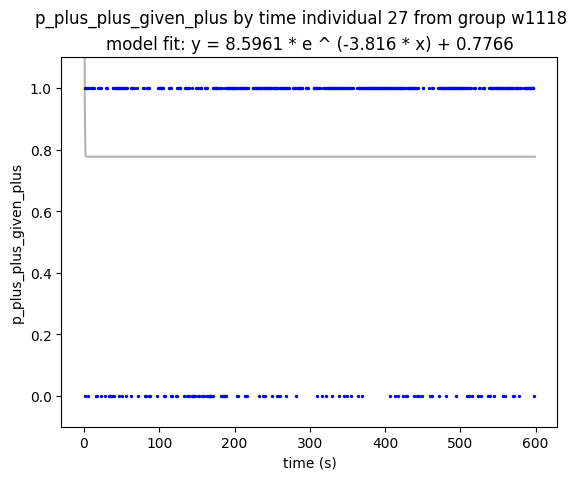 p_plus_plus_given_plus by time individual 27 from group w1118
model fit: y = 8.5961 * e ^ (-3.816 * x) + 0.7766
p_plus_plus_given_plus
1.0
0.8
0.6
0.4
0.2
0.0
0 100 200 300 400 500 600
time (s)